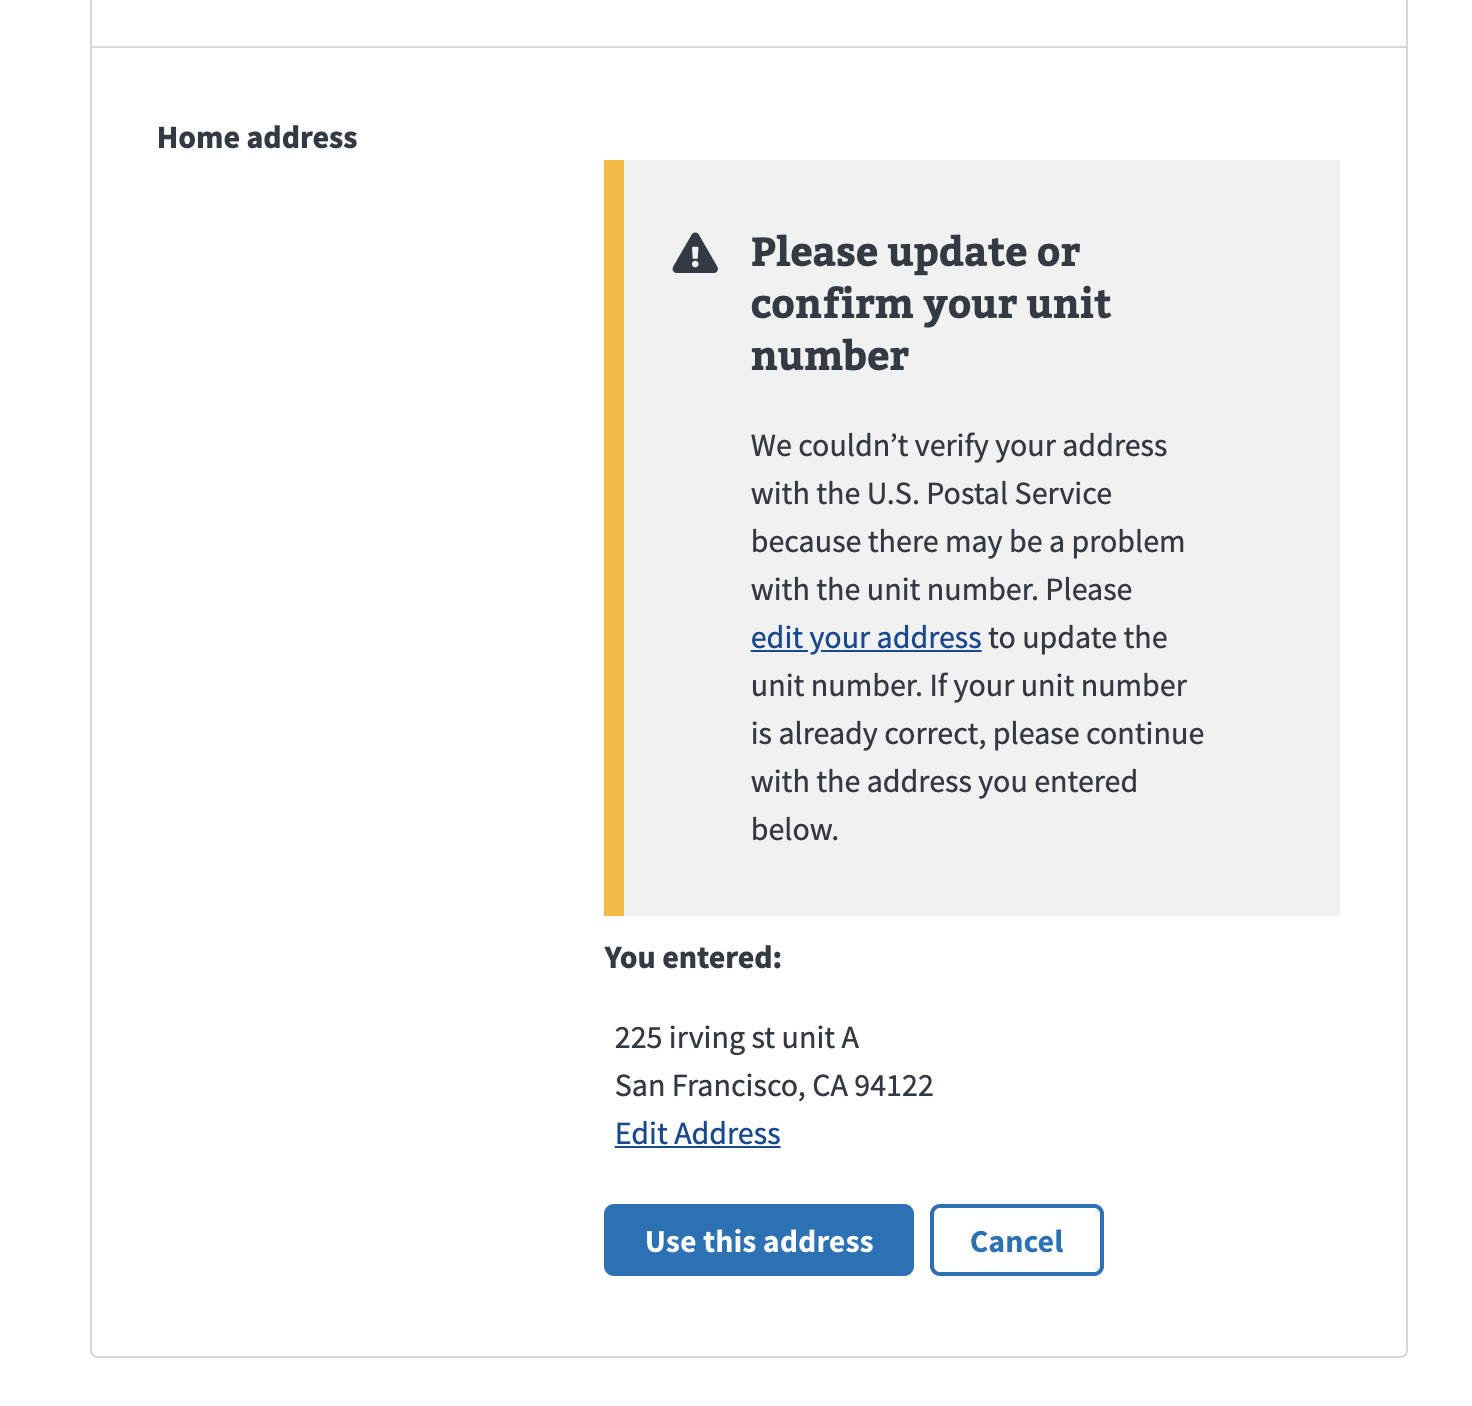 Home address
Please update or
confirm your unit
number
We couldn’t verify your address
with the U.S. Postal Service
because there may be a problem
with the unit number. Please
edit your address to update the
unit number. If your unit number
is already correct, please continue
with the address you entered
below.
You entered:
225 irving st unit A
San Francisco, CA 94122
Edit Address
Use this address
Cancel